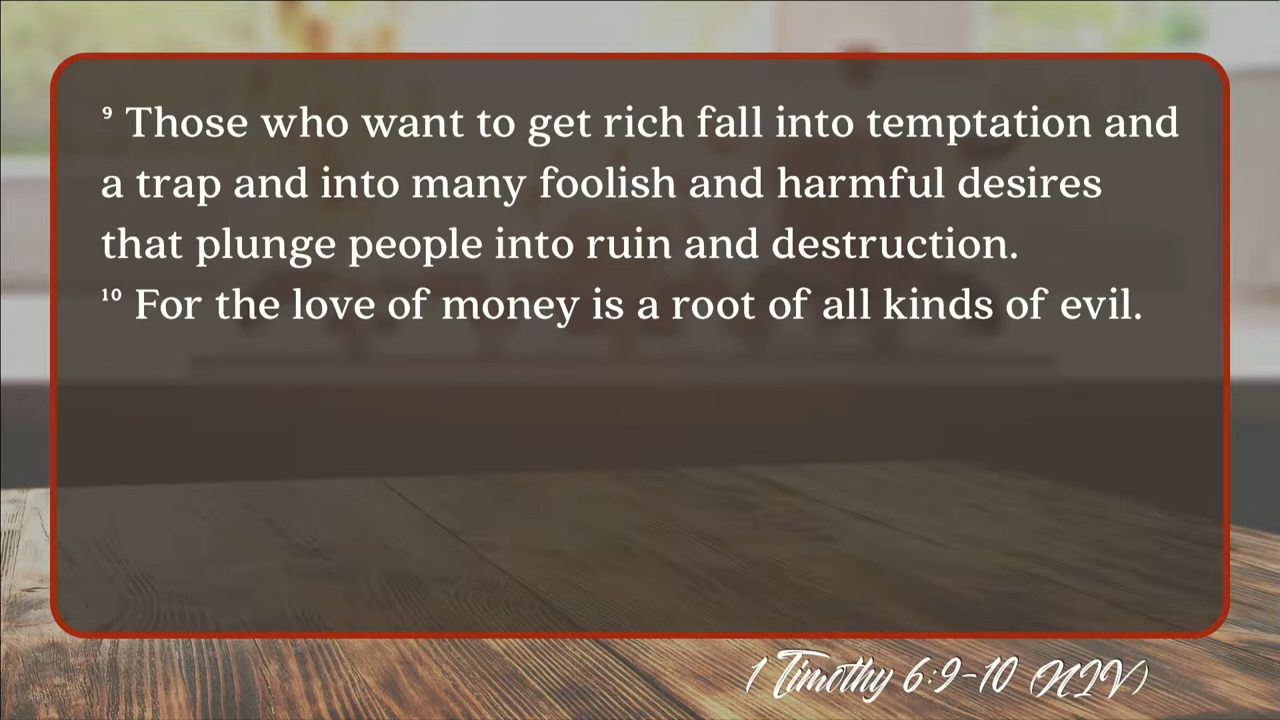 ⁹ Those who want to get rich fall into temptation and
a trap and into many foolish and harmful desires
that plunge people into ruin and destruction.
¹⁰ For the love of money is a root of all kinds of evil.
1 Timothy 6:9-10 (NIV)